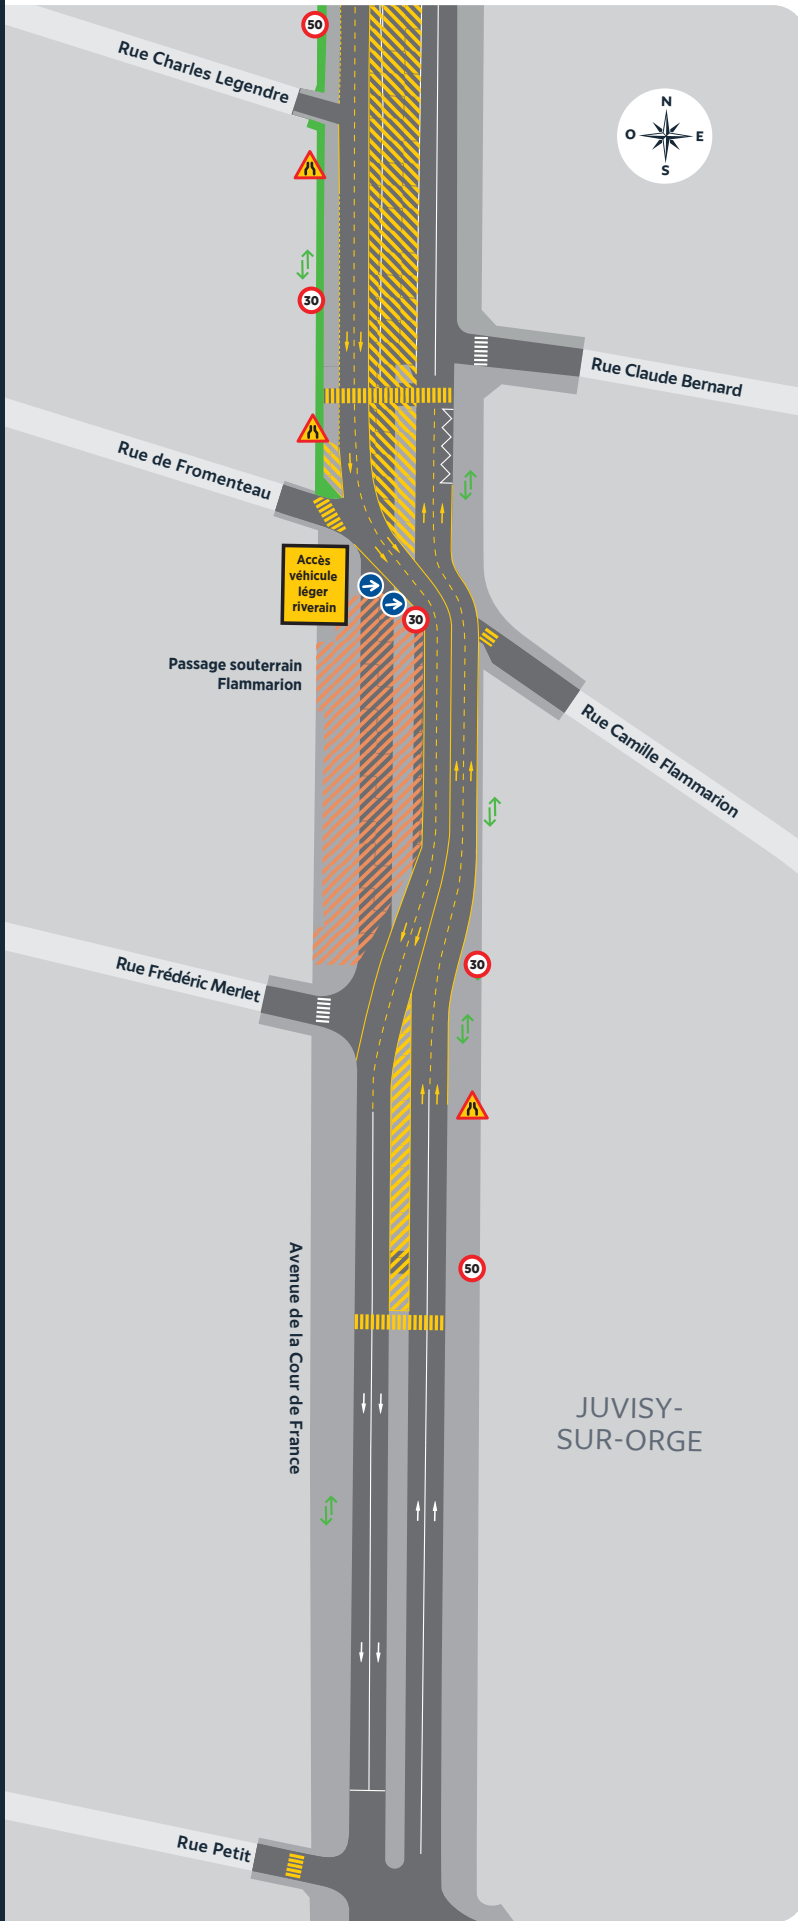 50
Rue Charles Legendre
N
O
E
S
30
Rue Claude Bernard
Rue de Fromenteau
Accès
véhicule
léger
riverain
30
Passage souterrain
Flammarion
Rue Camille Flammarion
30
Rue Frédéric Merlet
50
Avenue de la Cour de France
JUVISY-
SUR-ORGE
Rue Petit